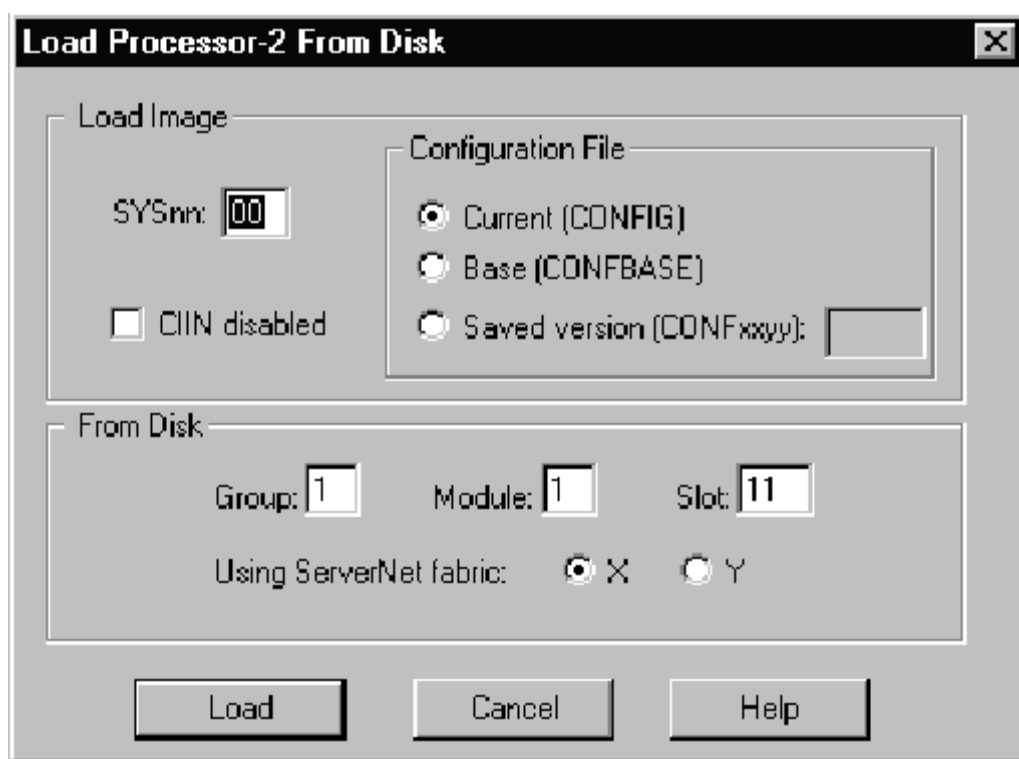 Load Processor-2 From Disk
Load Image
Configuration File
SYSnn: 00
Current (CONFIG)
Base (CONFBASE)
CIIN disabled
Saved version (CONFxxyy):
From Disk
Group: 1 Module: 1 Slot: 11
Using ServerNet fabric: X Y
Load Cancel Help